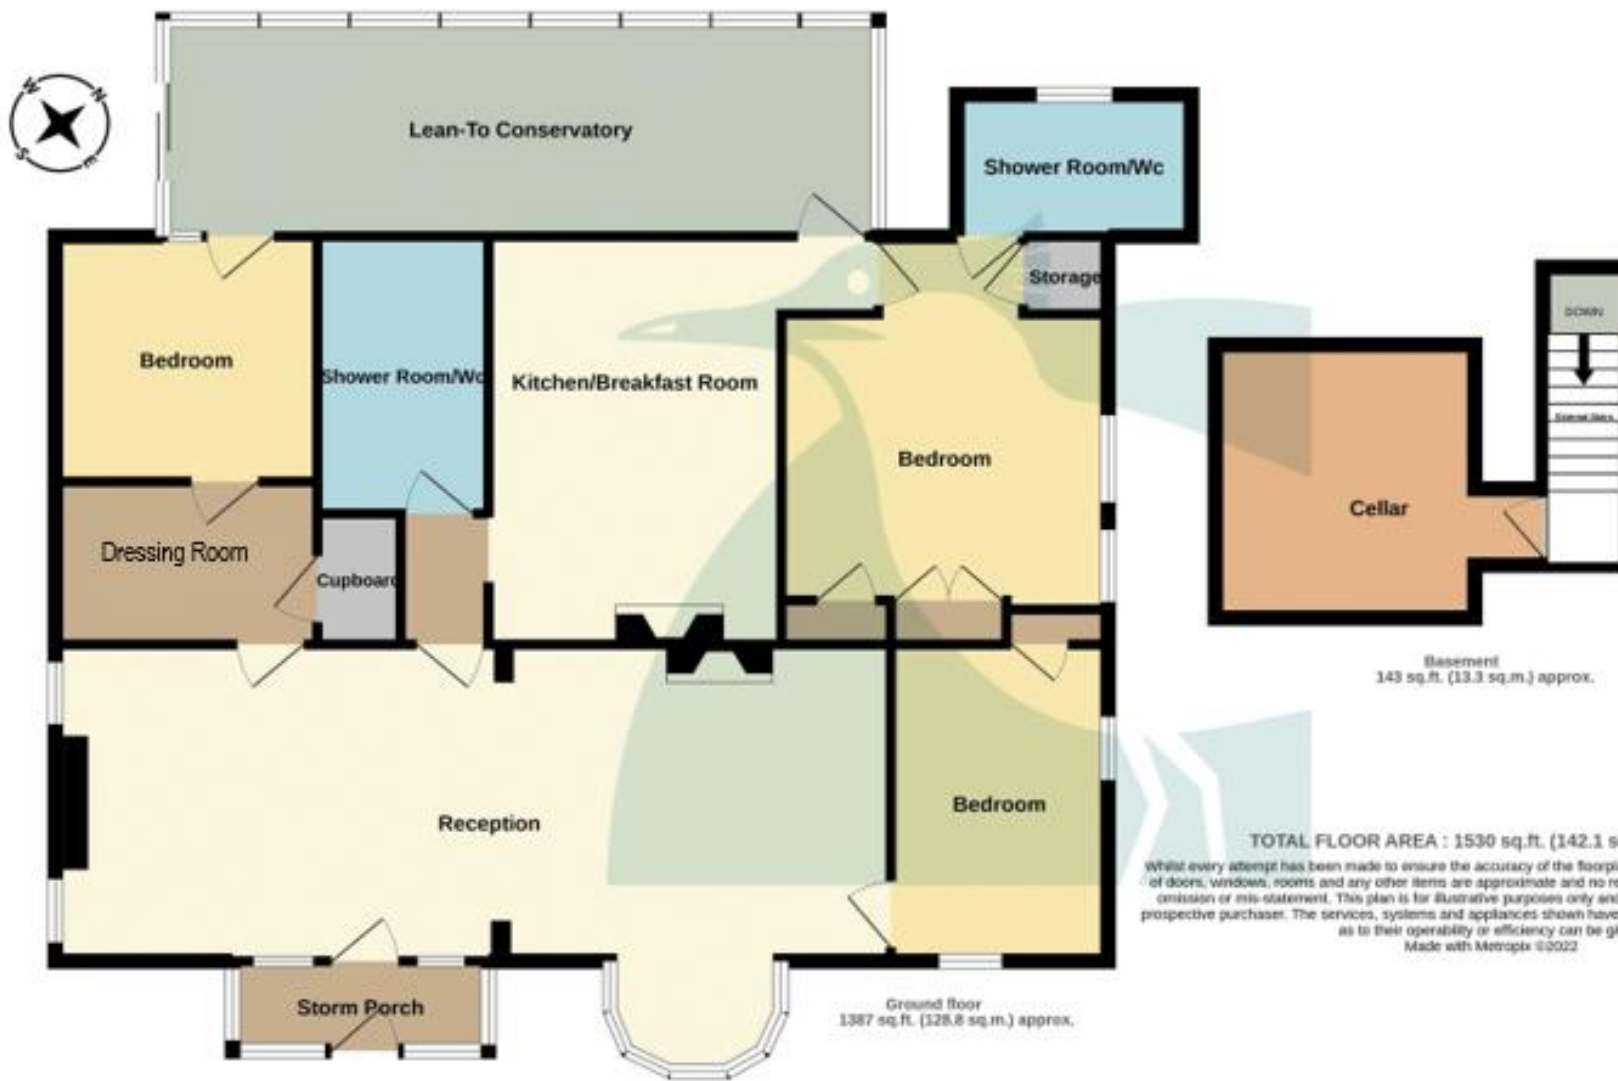 W
N
S
E
Lean-To Conservatory
Shower Room/Wc
Storage
Bedroom
Shower Room/Wc
Kitchen/Breakfast Room
Bedroom
Dressing Room
Cupboard
Reception
Bedroom
Storm Porch
Ground floor
1387 sq.ft. (128.8 sq.m.) approx.
DOWN
External Stairs
Cellar
Basement
143 sq.ft. (13.3 sq.m.) approx.
TOTAL FLOOR AREA : 1530 sq.ft. (142.1 s
Whilst every attempt has been made to ensure the accuracy of the floorpl
of doors, windows, rooms and any other items are approximate and no re
omission or mis-statement. This plan is for illustrative purposes only and
prospective purchaser. The services, systems and appliances shown have
as to their operability or efficiency can be gi
Made with Metropix ©2022